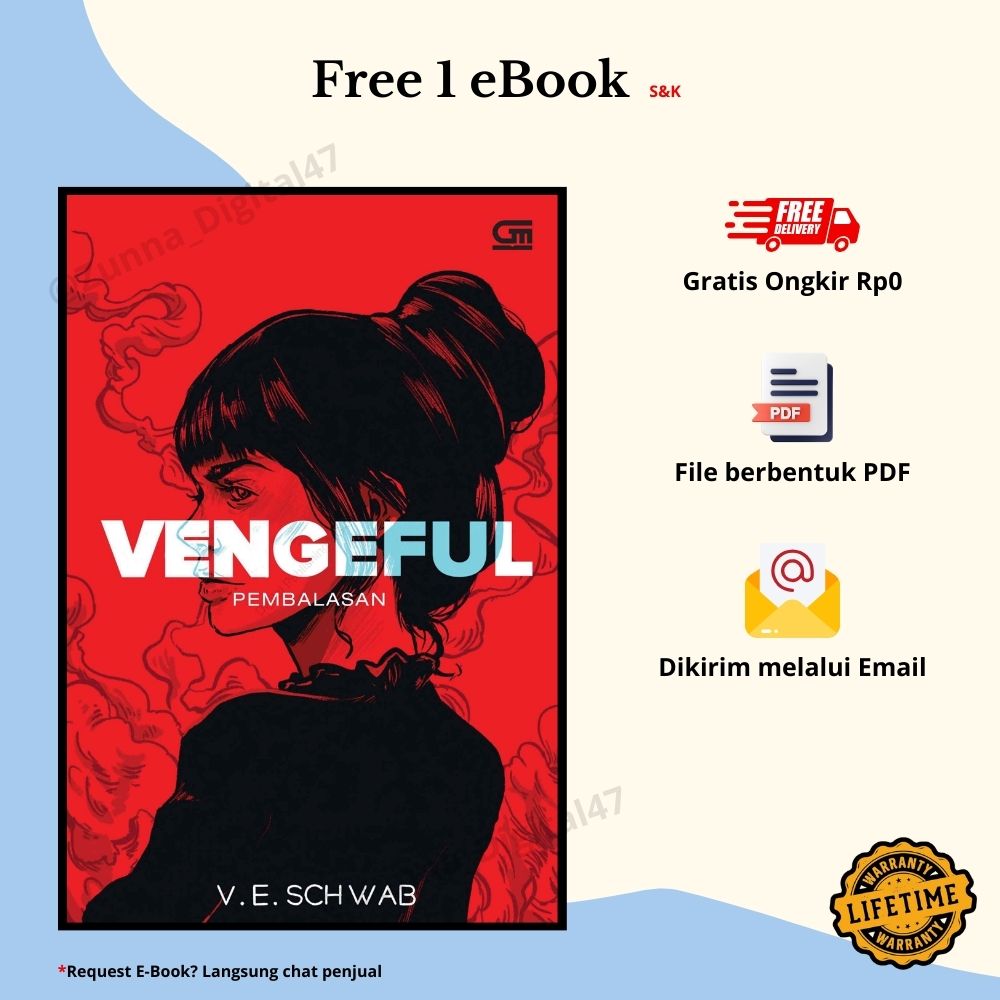 Free 1 eBook S&K
GM
VENGEFUL
PEMBALASAN
V.E. SCHWAB
FREE
DELIVERY
Gratis Ongkir Rp0
PDF
File berbentuk PDF
@
Dikirim melalui Email
WARRANTY
LIFETIME
WARRANTY
*Request E-Book? Langsung chat penjual